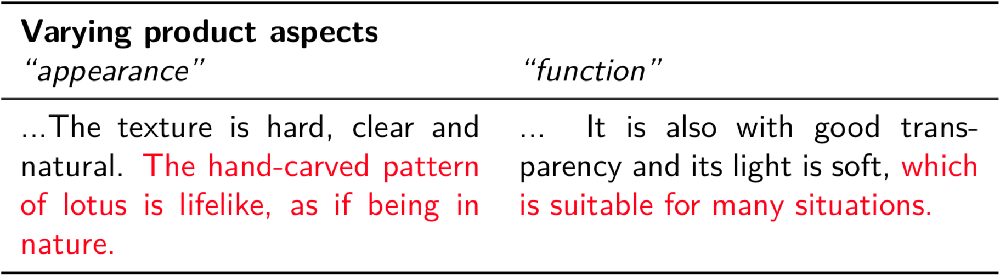 Varying product aspects
“appearance”
“function”
...The texture is hard, clear and
natural. The hand-carved pattern
of lotus is lifelike, as if being in
nature.
... It is also with good trans-
parency and its light is soft, which
is suitable for many situations.